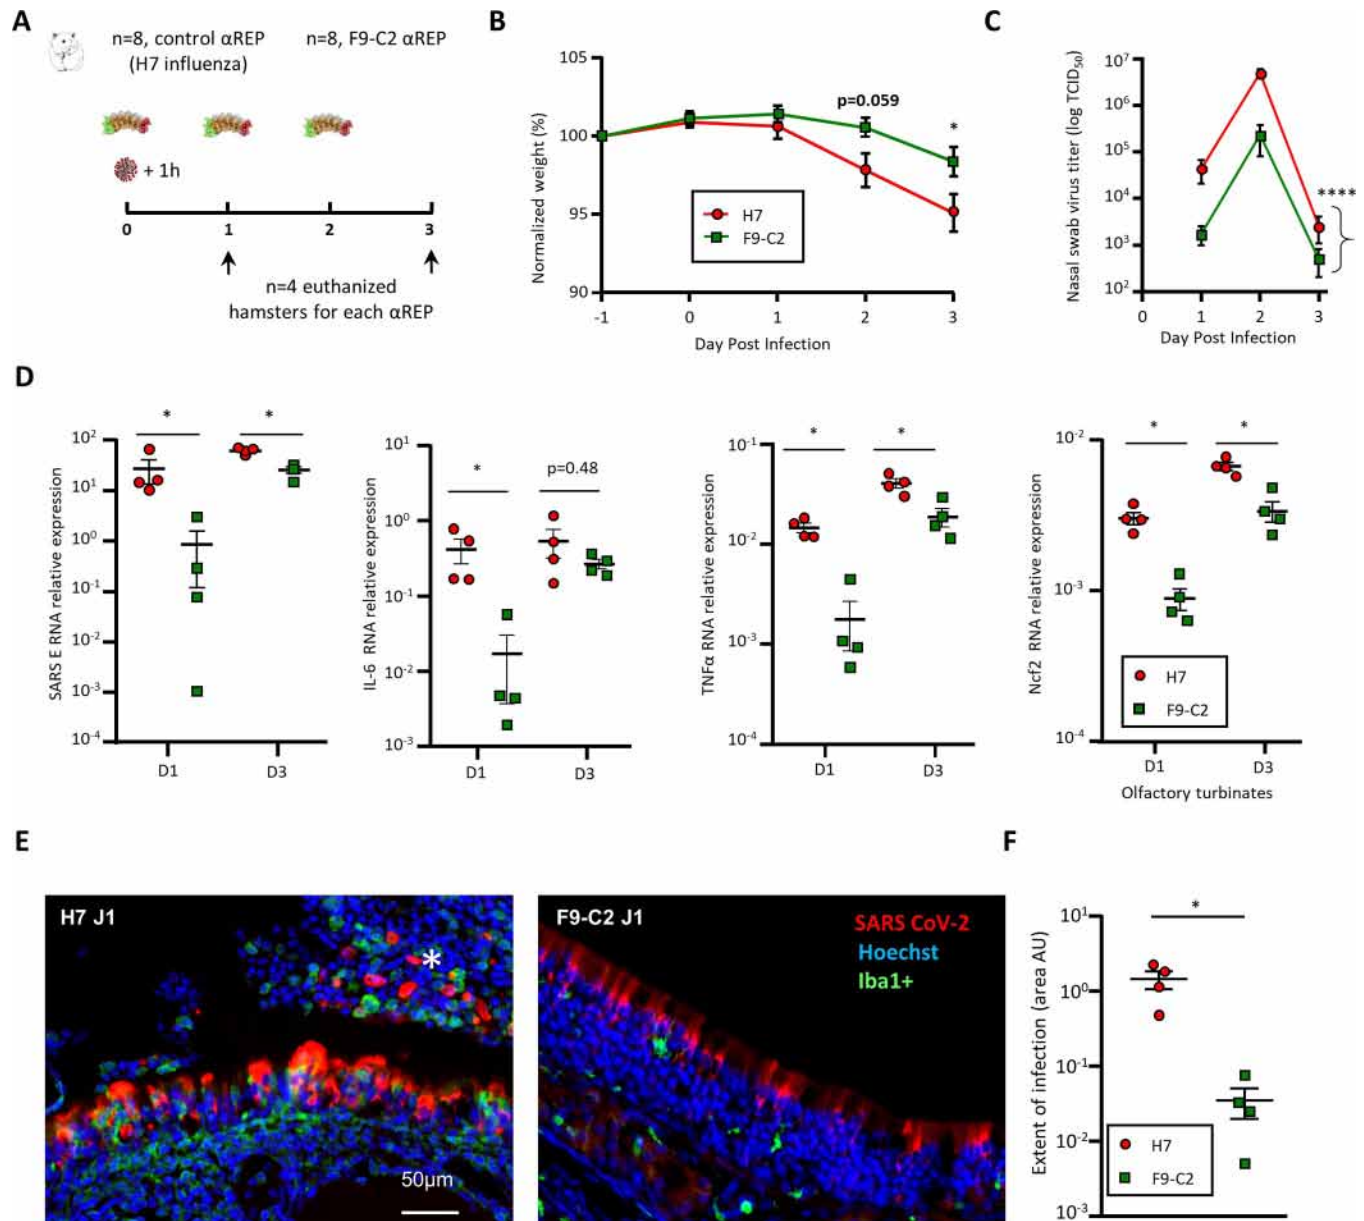 A
n=8, control αREP
(H7 influenza)
n=8, F9-C2 αREP
+ 1h
0
1
2
3
n=4 euthanized
hamsters for each αREP
B
Normalized weight (%)
105
100
95
90
p=0.059
*
H7
F9-C2
-1
0
1
2
3
Day Post Infection
C
Nasal swab virus titer (log TCID₅₀)
10⁷
10⁶
10⁵
10⁴
10³
10²
****
0
1
2
3
Day Post Infection
D
SARS E RNA relative expression
10²
10¹
10⁰
10⁻¹
10⁻²
10⁻³
10⁻⁴
*
*
D1
D3
IL-6 RNA relative expression
10¹
10⁰
10⁻¹
10⁻²
10⁻³
*
p=0.48
D1
D3
TNFα RNA relative expression
10⁻¹
10⁻²
10⁻³
10⁻⁴
*
*
D1
D3
Ncf2 RNA relative expression
10⁻²
10⁻³
10⁻⁴
*
*
H7
F9-C2
D1
D3
Olfactory turbinates
E
H7 J1
*
50µm
F9-C2 J1
SARS CoV-2
Hoechst
Iba1+
F
Extent of infection (area AU)
10¹
10⁰
10⁻¹
10⁻²
10⁻³
*
H7
F9-C2